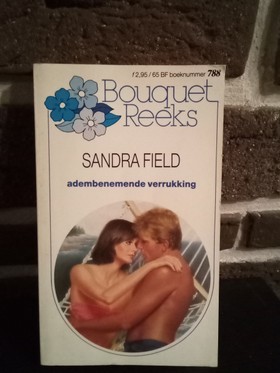 f 2,95 / 65 BF boeknummer 788
Bouquet
Reeks
SANDRA FIELD
adembenemende verrukking